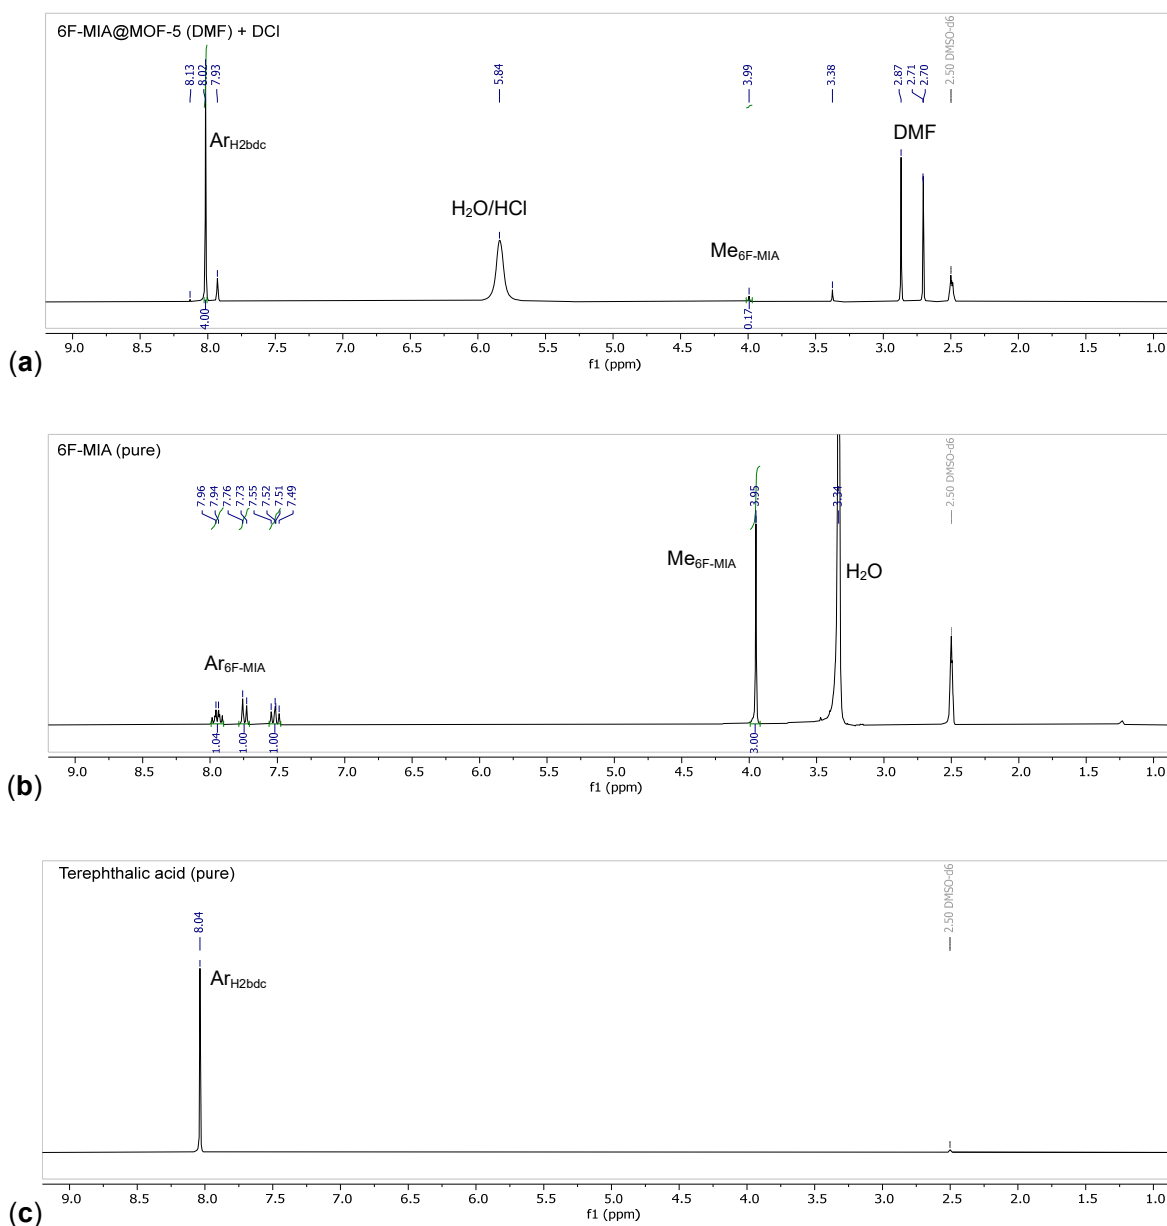 6F-MIA@MOF-5 (DMF) + DCl
8.13
8.02
7.93
5.84
3.99
3.38
2.87
2.71
2.70
2.50 DMSO-d6
ArH2bdc
H2O/HCl
Me6F-MIA
DMF
4.00
0.17
9.0 8.5 8.0 7.5 7.0 6.5 6.0 5.5 5.0 4.5 4.0 3.5 3.0 2.5 2.0 1.5 1.0
f1 (ppm)
(a)
6F-MIA (pure)
7.96
7.94
7.76
7.73
7.55
7.52
7.51
7.49
3.95
3.34
2.50 DMSO-d6
Me6F-MIA
H2O
Ar6F-MIA
1.04
1.00
1.00
3.00
9.0 8.5 8.0 7.5 7.0 6.5 6.0 5.5 5.0 4.5 4.0 3.5 3.0 2.5 2.0 1.5 1.0
f1 (ppm)
(b)
Terephthalic acid (pure)
8.04
2.50 DMSO-d6
ArH2bdc
9.0 8.5 8.0 7.5 7.0 6.5 6.0 5.5 5.0 4.5 4.0 3.5 3.0 2.5 2.0 1.5 1.0
f1 (ppm)
(c)